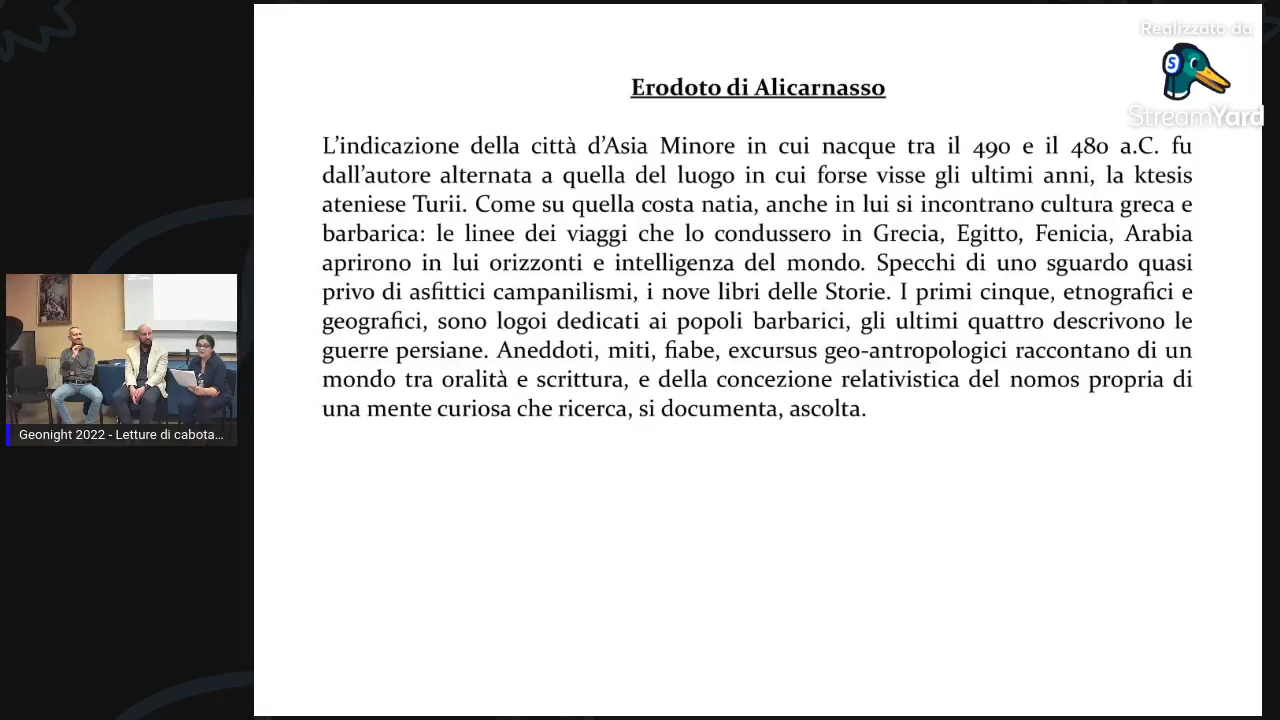 Realizzato da
StreamYard
Erodoto di Alicarnasso
L'indicazione della città d'Asia Minore in cui nacque tra il 490 e il 480 a.C. fu
dall'autore alternata a quella del luogo in cui forse visse gli ultimi anni, la ktesis
ateniese Turii. Come su quella costa natia, anche in lui si incontrano cultura greca e
barbarica: le linee dei viaggi che lo condussero in Grecia, Egitto, Fenicia, Arabia
aprirono in lui orizzonti e intelligenza del mondo. Specchi di uno sguardo quasi
privo di asfittici campanilismi, i nove libri delle Storie. I primi cinque, etnografici e
geografici, sono logoi dedicati ai popoli barbarici, gli ultimi quattro descrivono le
guerre persiane. Aneddoti, miti, fiabe, excursus geo-antropologici raccontano di un
mondo tra oralità e scrittura, e della concezione relativistica del nomos propria di
una mente curiosa che ricerca, si documenta, ascolta.
Geonight 2022 - Letture di cabota...